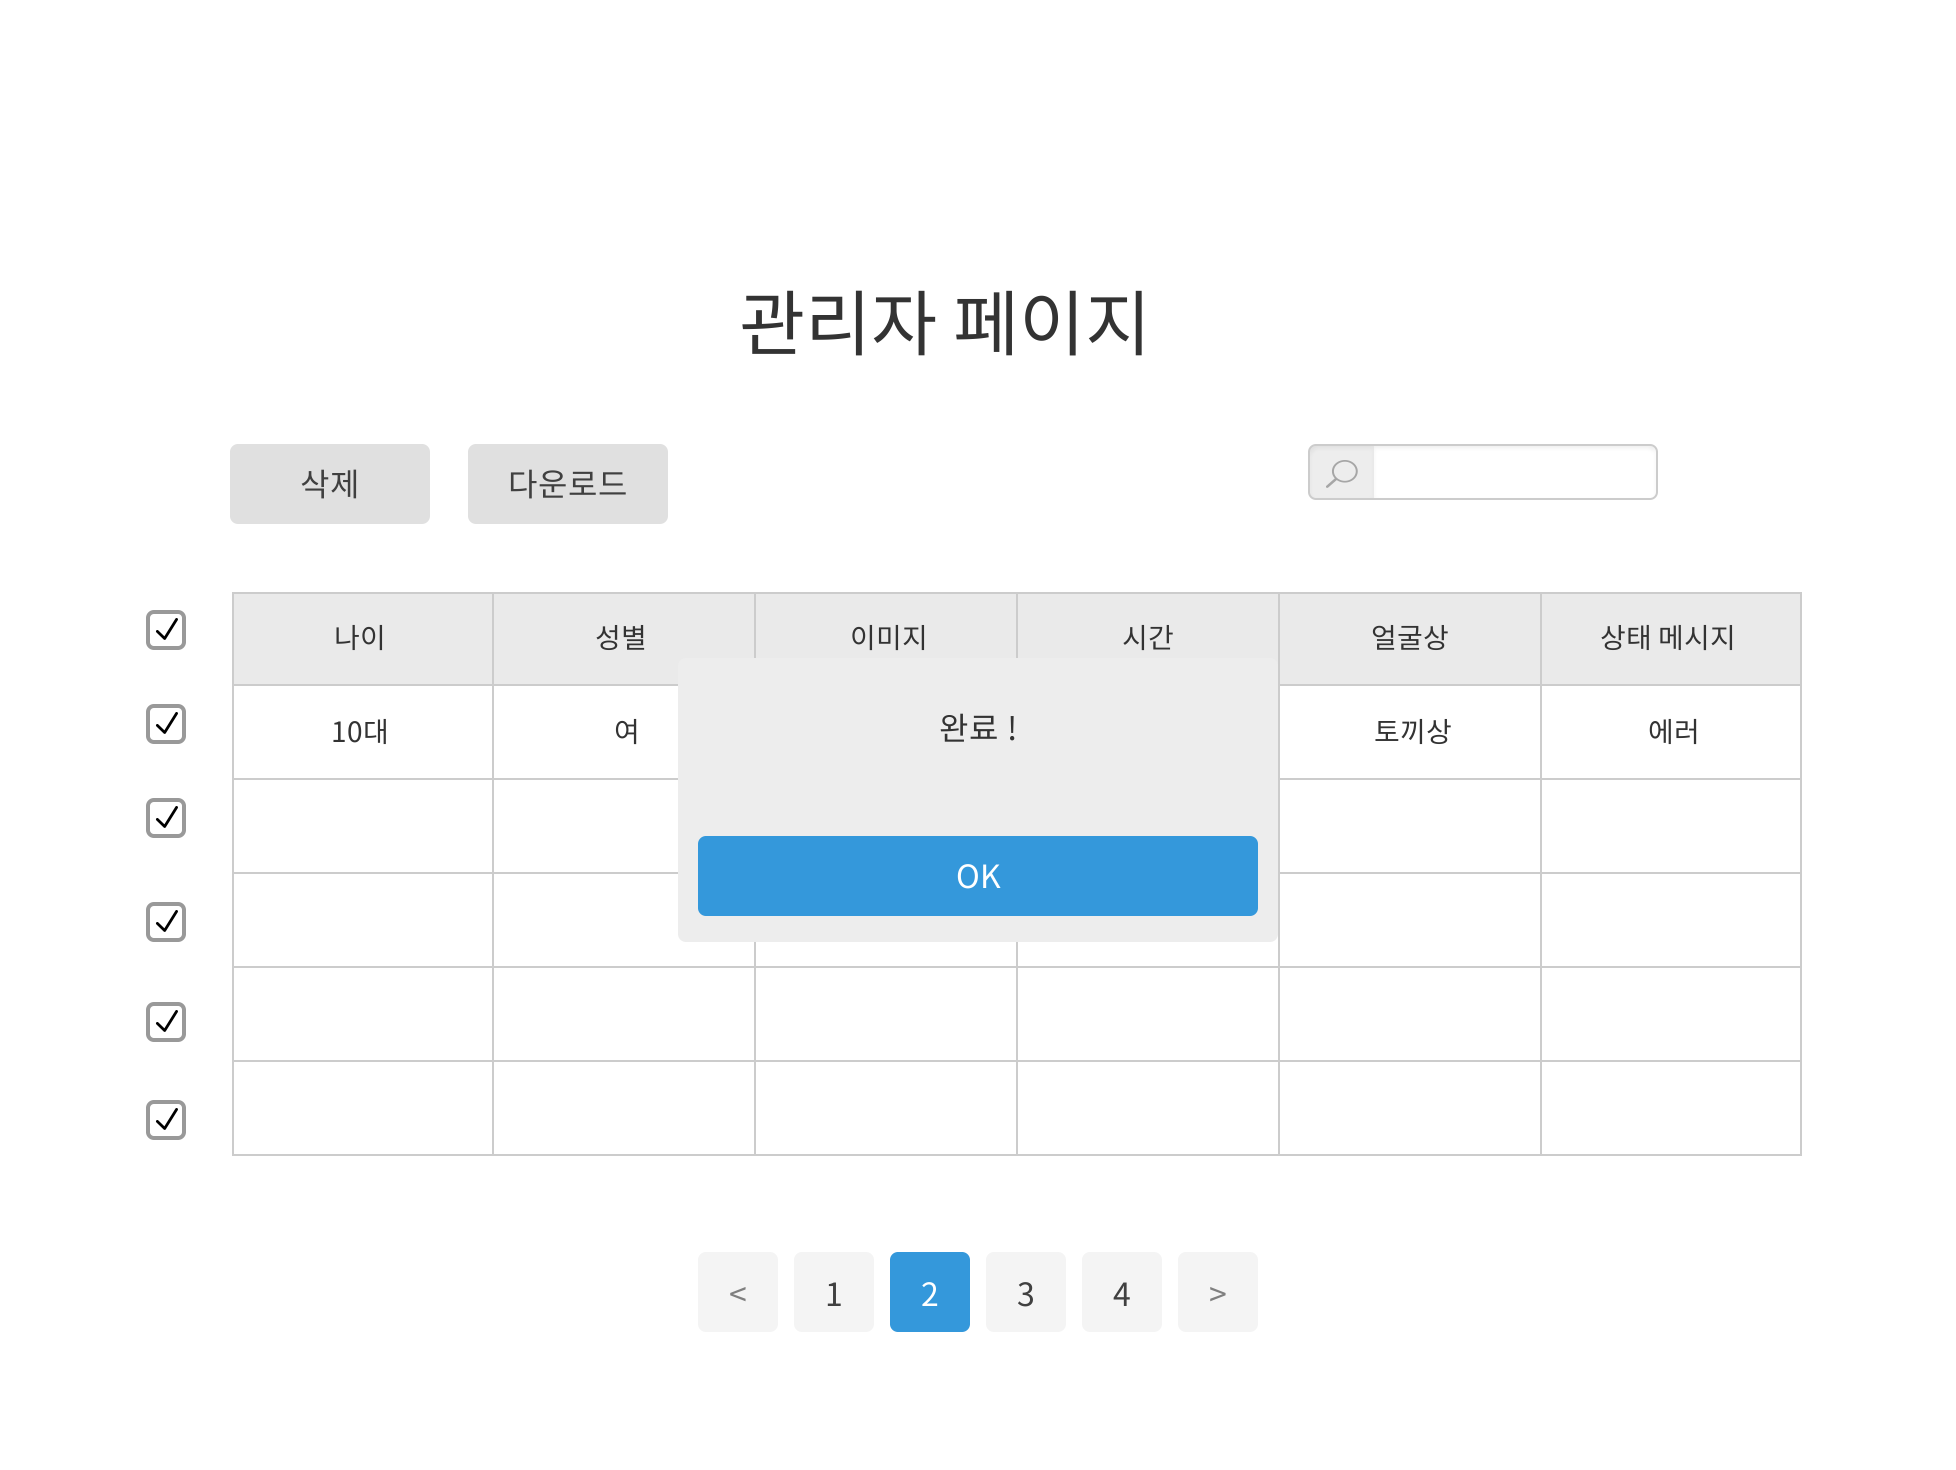 관리자 페이지
삭제 다운로드
나이 성별 이미지 시간 얼굴상 상태 메시지
10대 여 토끼상 에러
완료 !
OK
< 1 2 3 4 >